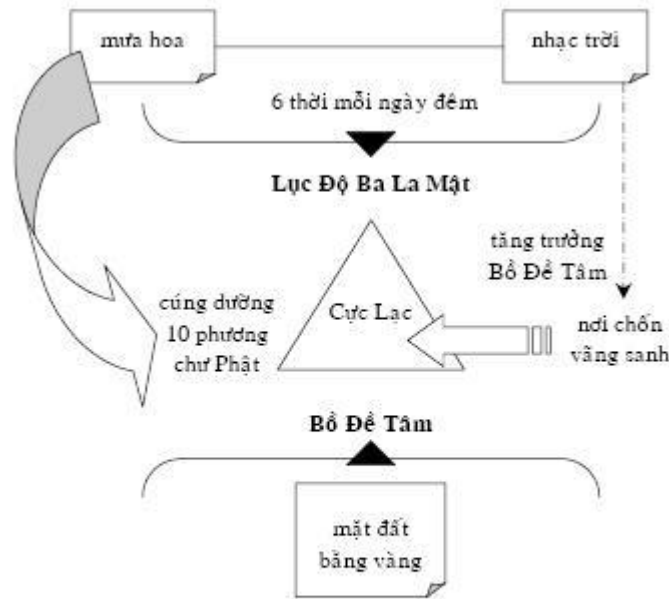 mưa hoa
nhạc trời
6 thời mỗi ngày đêm
Lục Độ Ba La Mật
tăng trưởng
Bồ Đề Tâm
cúng dường
10 phương
chư Phật
Cực Lạc
nơi chốn
vãng sanh
Bồ Đề Tâm
mặt đất
bằng vàng